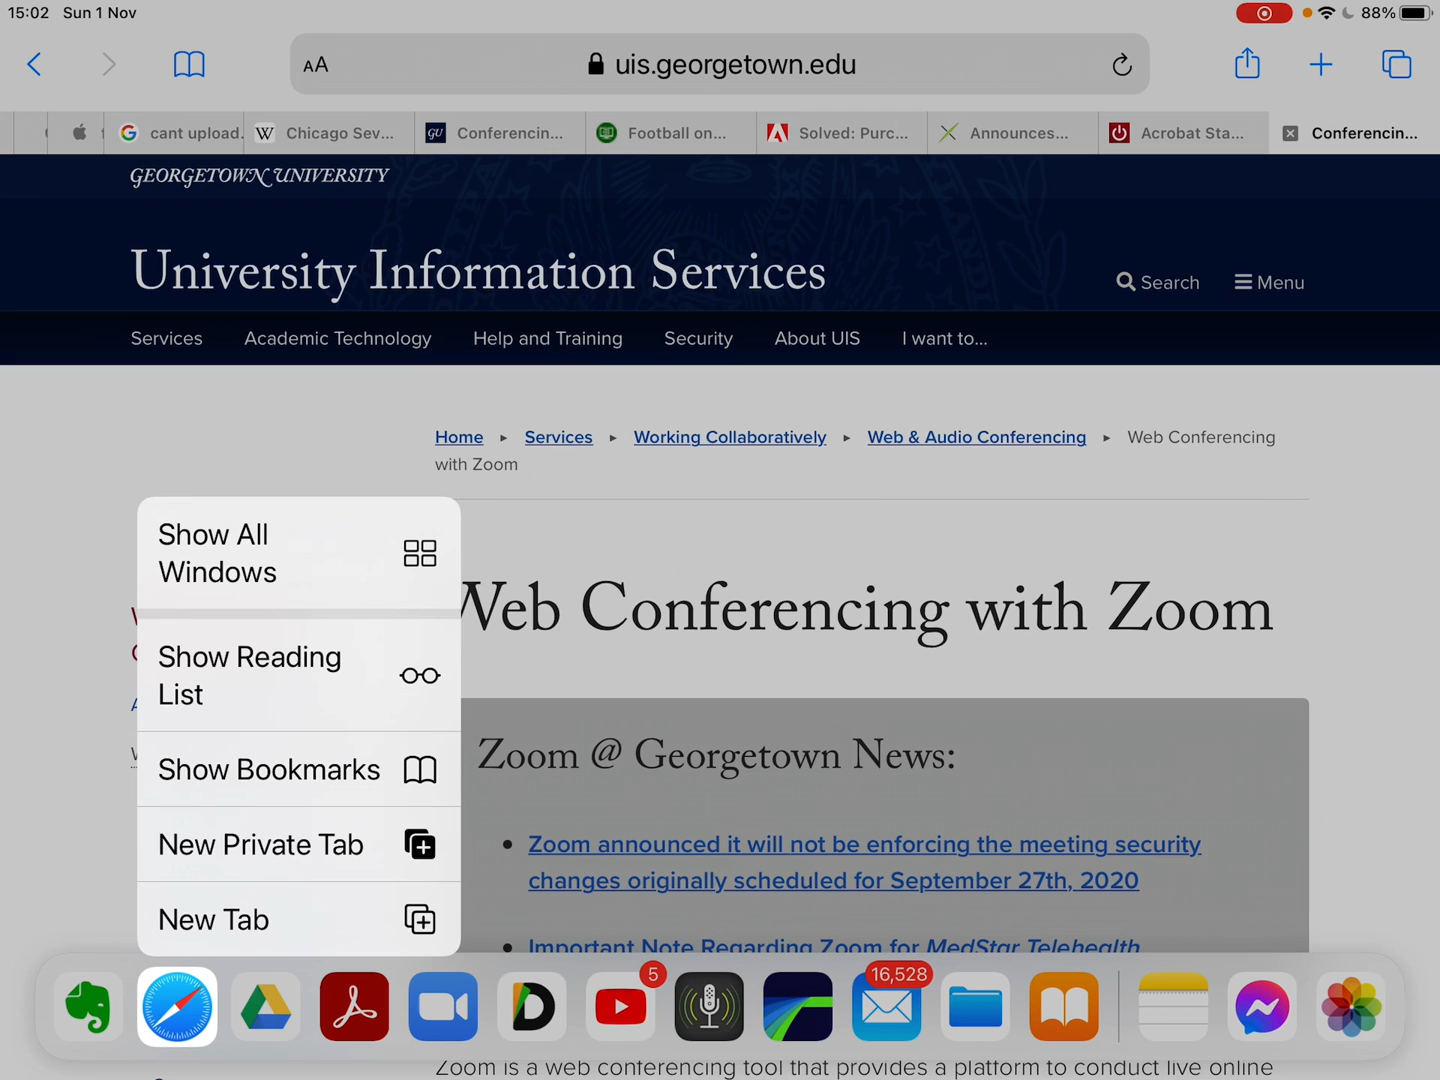 15:02 Sun 1 Nov
88%
AA
uis.georgetown.edu
cant upload.
Chicago Sev...
GU
Conferencin...
Football on...
Solved: Purc...
Announces...
Acrobat Sta...
Conferencin...
GEORGETOWN UNIVERSITY
University Information Services
Search
Menu
Services
Academic Technology
Help and Training
Security
About UIS
I want to...
Home ▸ Services ▸ Working Collaboratively ▸ Web & Audio Conferencing ▸ Web Conferencing
with Zoom
Show All
Windows
Show Reading
List
Show Bookmarks
New Private Tab
New Tab
Web Conferencing with Zoom
Zoom @ Georgetown News:
• Zoom announced it will not be enforcing the meeting security
changes originally scheduled for September 27th, 2020
• Important Note Regarding Zoom for MedStar Telehealth
5
16,528
Zoom is a web conferencing tool that provides a platform to conduct live online